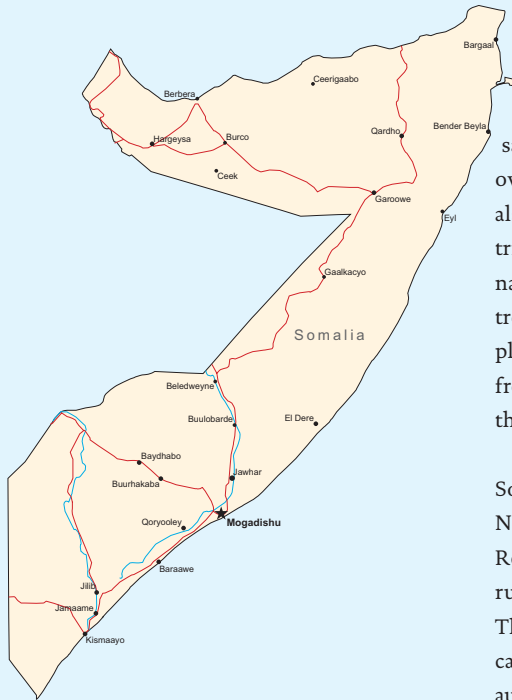 Bargaal
Ceerigaabo
Berbera
Bender Beyla
Qardho
Hargeysa
Burco
Ceek
Garoowe
Eyl
Gaalkacyo
Somalia
Beledweyne
Buulobarde
El Dere
Baydhabo
Jawhar
Buurhakaba
Qoryooley
Mogadishu
Baraawe
Jilib
Jamaame
Kismaayo